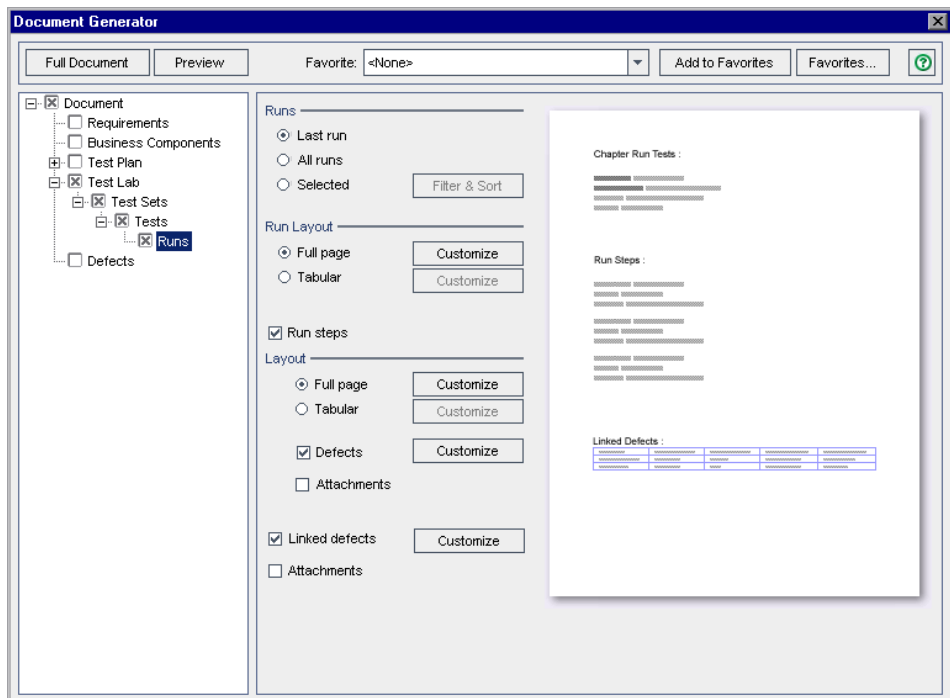 Document Generator
Full Document
Preview
Favorite:
<None>
Add to Favorites
Favorites...
Document
Requirements
Business Components
Test Plan
Test Lab
Test Sets
Tests
Runs
Defects
Runs
Last run
All runs
Selected
Filter & Sort
Run Layout
Full page
Customize
Tabular
Customize
Run steps
Layout
Full page
Customize
Tabular
Customize
Defects
Customize
Attachments
Linked defects
Customize
Attachments
Chapter Run Tests :
Run Steps :
Linked Defects :